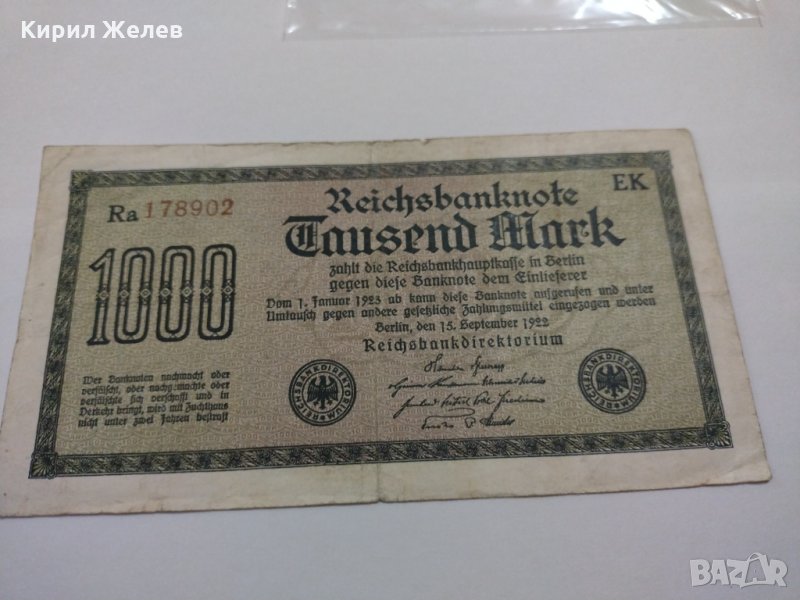 Кирил Желев
Ra 178902
Reichsbanknote
EK
Tausend Mark
1000
zahlt die Reichsbankhauptkasse in Berlin
gegen diese Banknote dem Einlieferer
Vom 1. Januar 1923 ab kann diese Banknote aufgerufen und unter
Umtausch gegen andere gesetzliche Zahlungsmittel eingezogen werden
Berlin, den 15. September 1922
Reichsbankdirektorium
Wer Banknoten nachmacht oder
verfälscht, oder nachgemachte oder
verfälschte sich verschafft und in
Verkehr bringt, wird mit Zuchthaus
nicht unter zwei Jahren bestraft
REICHSBANKDIREKTORIUM
REICHSBANKDIREKTORIUM
BAZAR